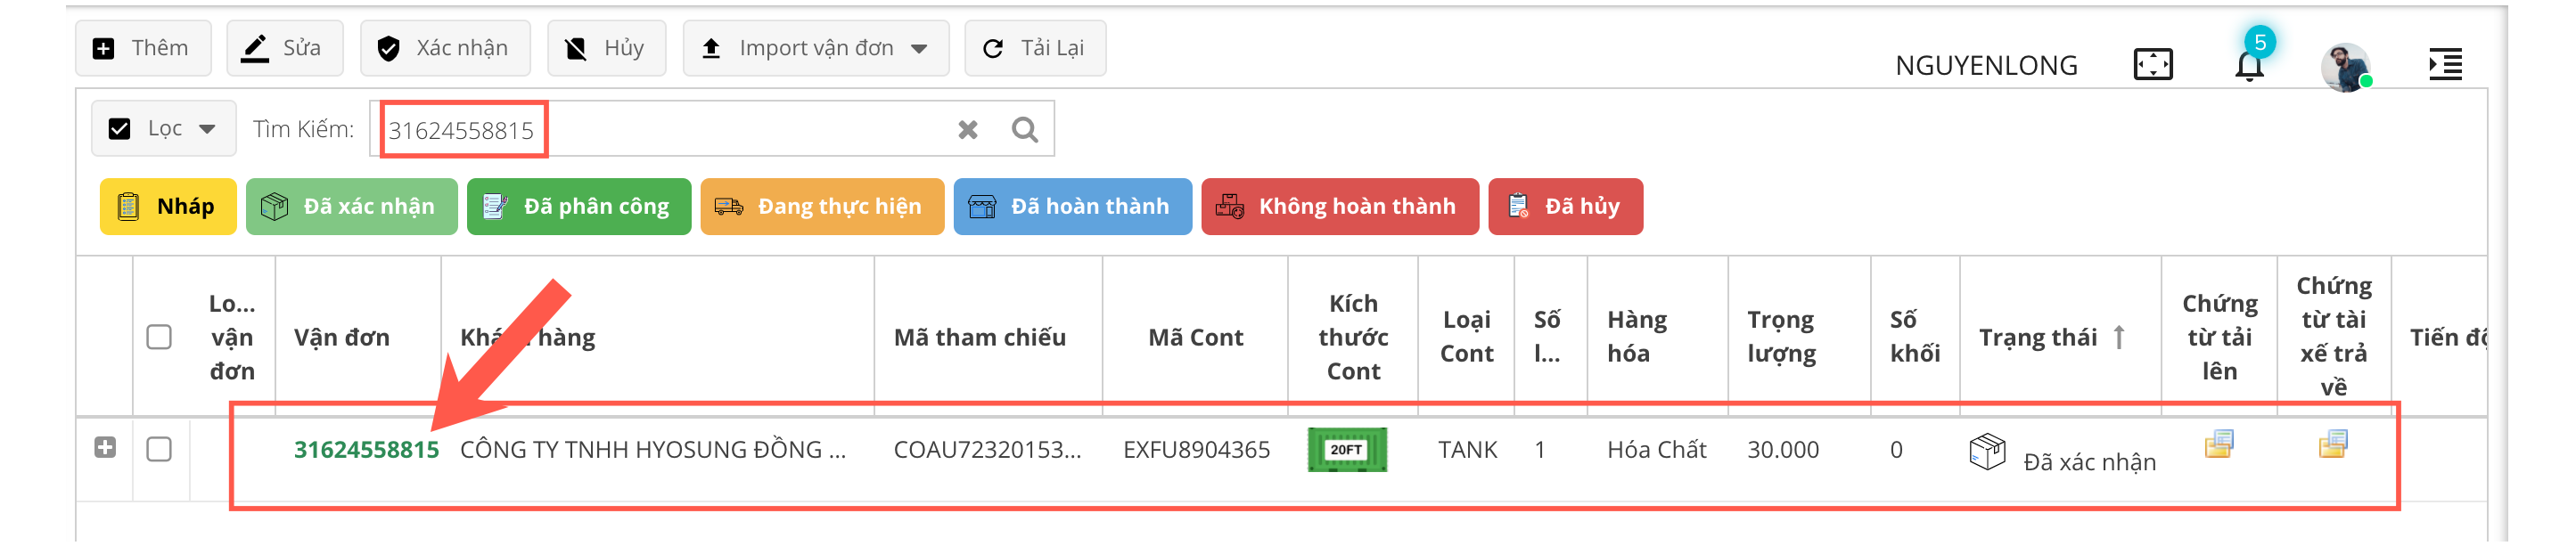 Thêm Sửa Xác nhận Hủy Import vận đơn Tải Lại
NGUYENLONG 5
Lọc Tìm Kiếm: 31624558815
Nháp Đã xác nhận Đã phân công Đang thực hiện Đã hoàn thành Không hoàn thành Đã hủy
Lo... vận đơn
Vận đơn
hàng
Mã tham chiếu
Mã Cont
Kích thước Cont
Loại Cont
Số l...
Hàng hóa
Trọng lượng
Số khối
Trạng thái
Chứng từ tải lên
Chứng từ tài xế trả về
Tiến
31624558815 CÔNG TY TNHH HYOSUNG ĐỒNG ... COAU72320153... EXFU8904365 20FT TANK 1 Hóa Chất 30.000 0 Đã xác nhận